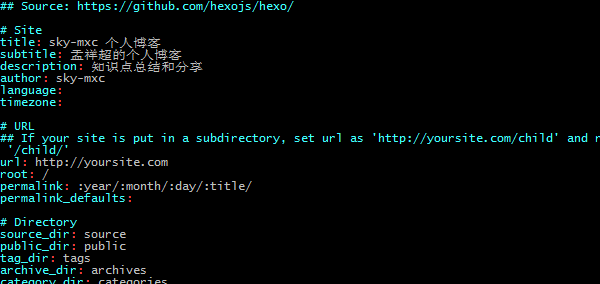 ## Source: https://github.com/hexojs/hexo/
# Site
title: sky-mxc 个人博客
subtitle: 孟祥超的个人博客
description: 知识点总结和分享
author: sky-mxc
language:
timezone:
# URL
## If your site is put in a subdirectory, set url as 'http://yoursite.com/child' and r
'/child/'
url: http://yoursite.com
root: /
permalink: :year/:month/:day/:title/
permalink_defaults:
# Directory
source_dir: source
public_dir: public
tag_dir: tags
archive_dir: archives
category_dir: categories